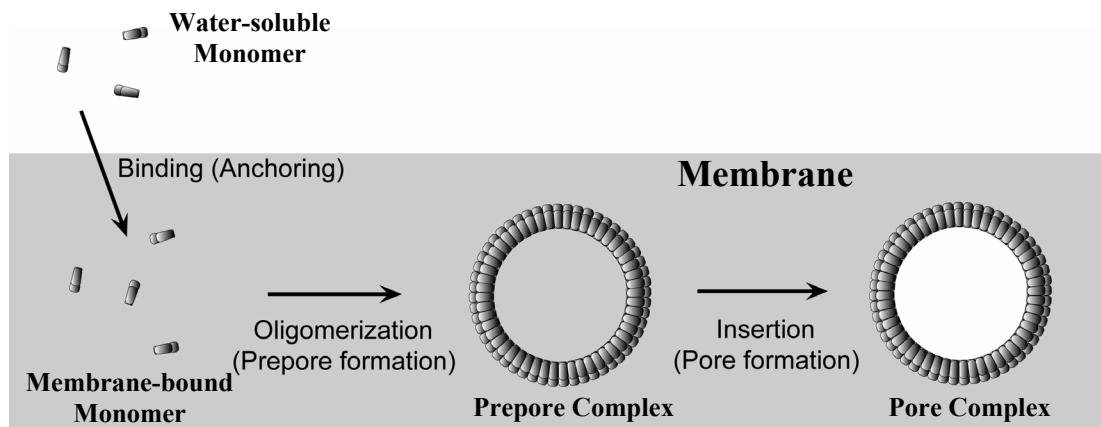 Water-soluble
Monomer
Binding (Anchoring)
Membrane
Oligomerization
(Prepore formation)
Insertion
(Pore formation)
Membrane-bound
Monomer
Prepore Complex
Pore Complex